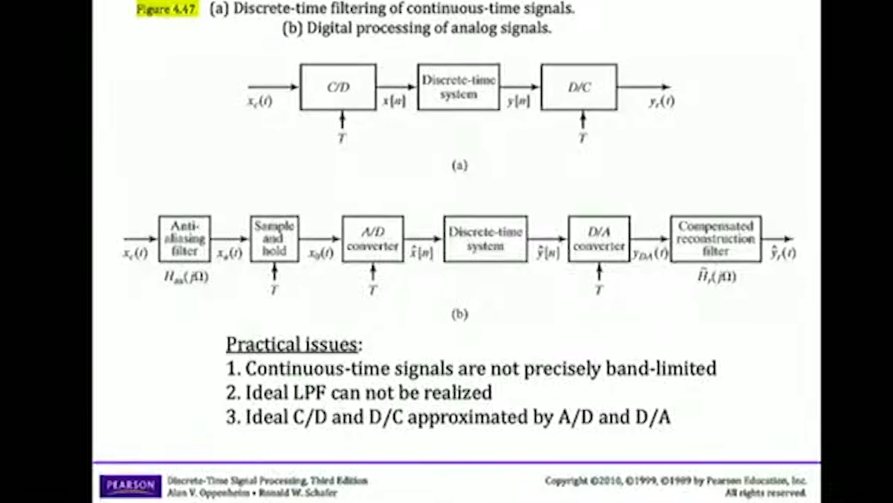 Figure 4.47 (a) Discrete-time filtering of continuous-time signals.
(b) Digital processing of analog signals.
x_c(t)
C/D
T
x[n]
Discrete-time
system
y[n]
D/C
T
y_r(t)
(a)
x_c(t)
Anti-
aliasing
filter
H_aa(jΩ)
x_a(t)
Sample
and
hold
T
x_0(t)
A/D
converter
T
x̂[n]
Discrete-time
system
ŷ[n]
D/A
converter
T
y_DA(t)
Compensated
reconstruction
filter
H̃_r(jΩ)
ŷ_r(t)
(b)
Practical issues:
1. Continuous-time signals are not precisely band-limited
2. Ideal LPF can not be realized
3. Ideal C/D and D/C approximated by A/D and D/A
PEARSON
Discrete-Time Signal Processing, Third Edition
Alan V. Oppenheim • Ronald W. Schafer
Copyright ©2010, ©1999, ©1989 by Pearson Education, Inc.
All rights reserved.